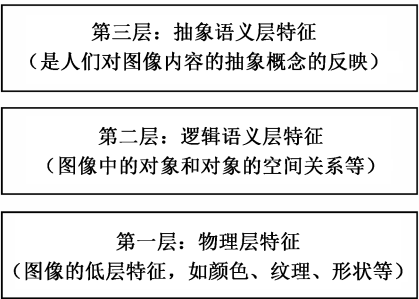 第三层：抽象语义层特征
（是人们对图像内容的抽象概念的反映）
第二层：逻辑语义层特征
（图像中的对象和对象的空间关系等）
第一层：物理层特征
（图像的低层特征，如颜色、纹理、形状等）